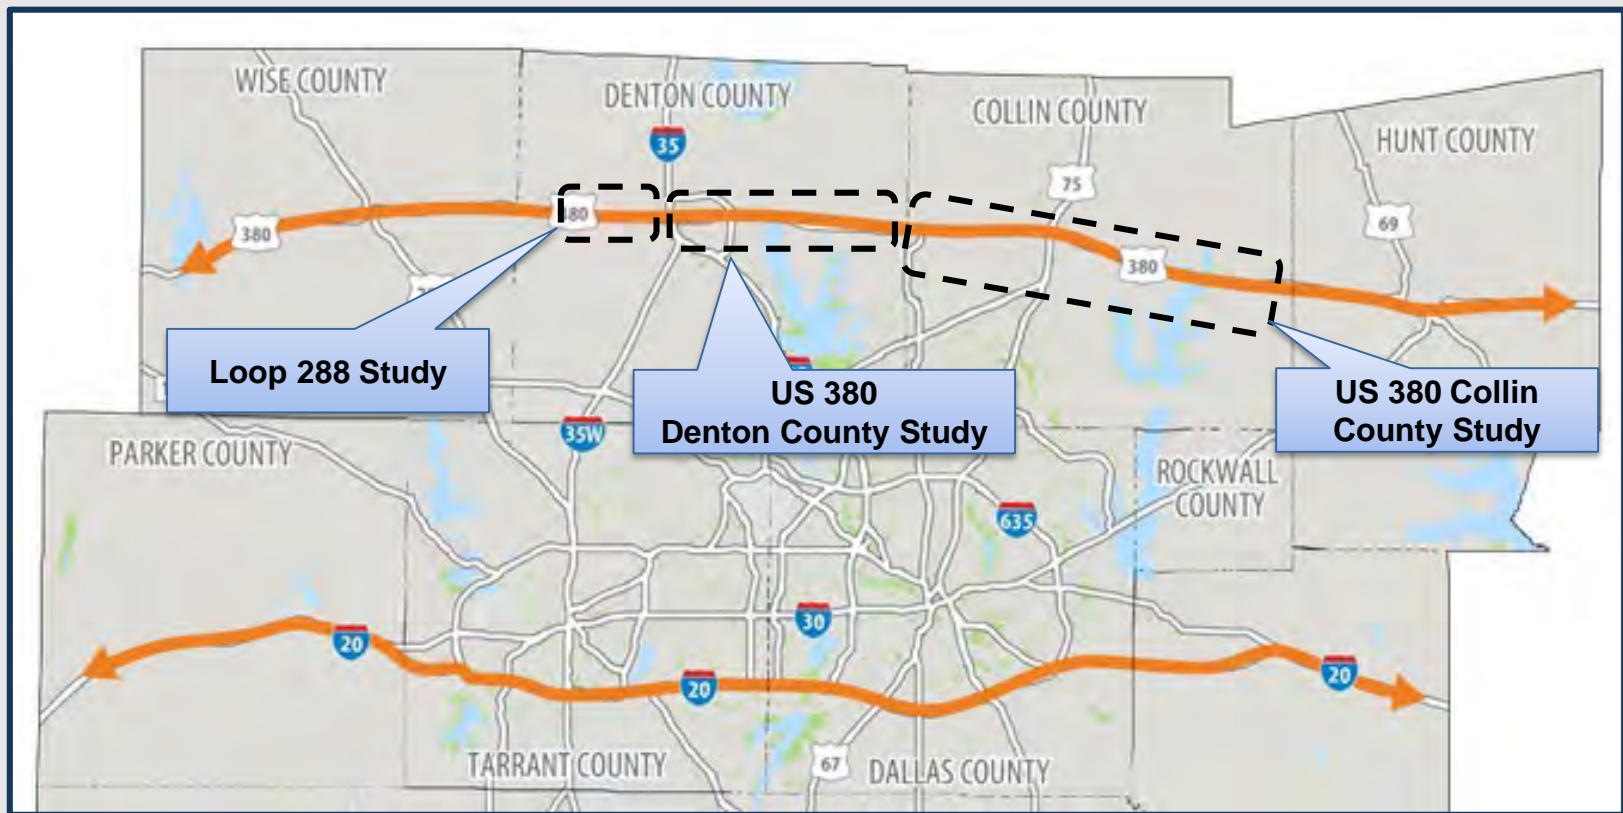 WISE COUNTY
DENTON COUNTY
COLLIN COUNTY
HUNT COUNTY
35
75
380
69
380
380
Loop 288 Study
US 380
Denton County Study
US 380 Collin
County Study
35W
PARKER COUNTY
ROCKWALL
COUNTY
635
30
20
20
20
67
TARRANT COUNTY
DALLAS COUNTY